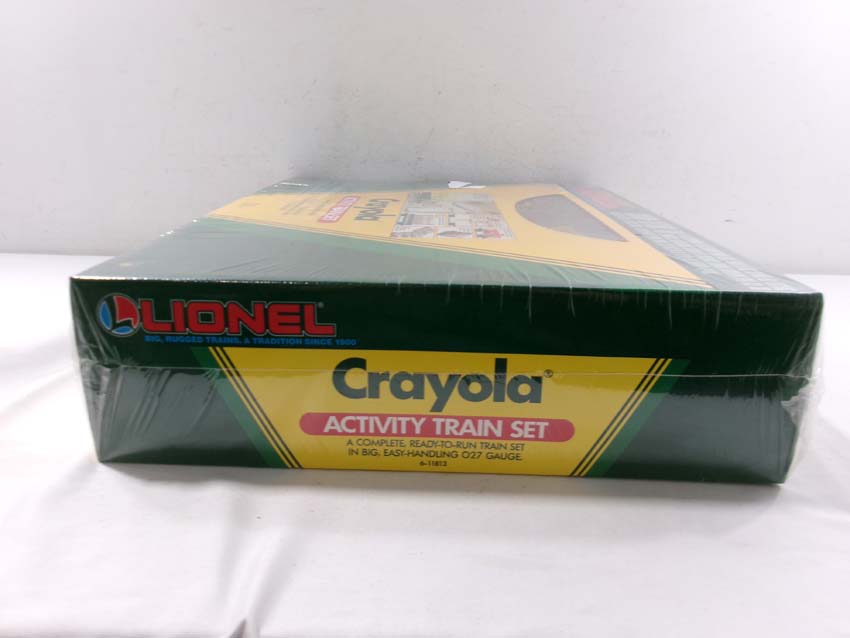 LIONEL®
BIG, RUGGED TRAINS. A TRADITION SINCE 1900
Crayola®
ACTIVITY TRAIN SET
A COMPLETE, READY-TO-RUN TRAIN SET
IN BIG, EASY-HANDLING O27 GAUGE.
6-11813
Crayola